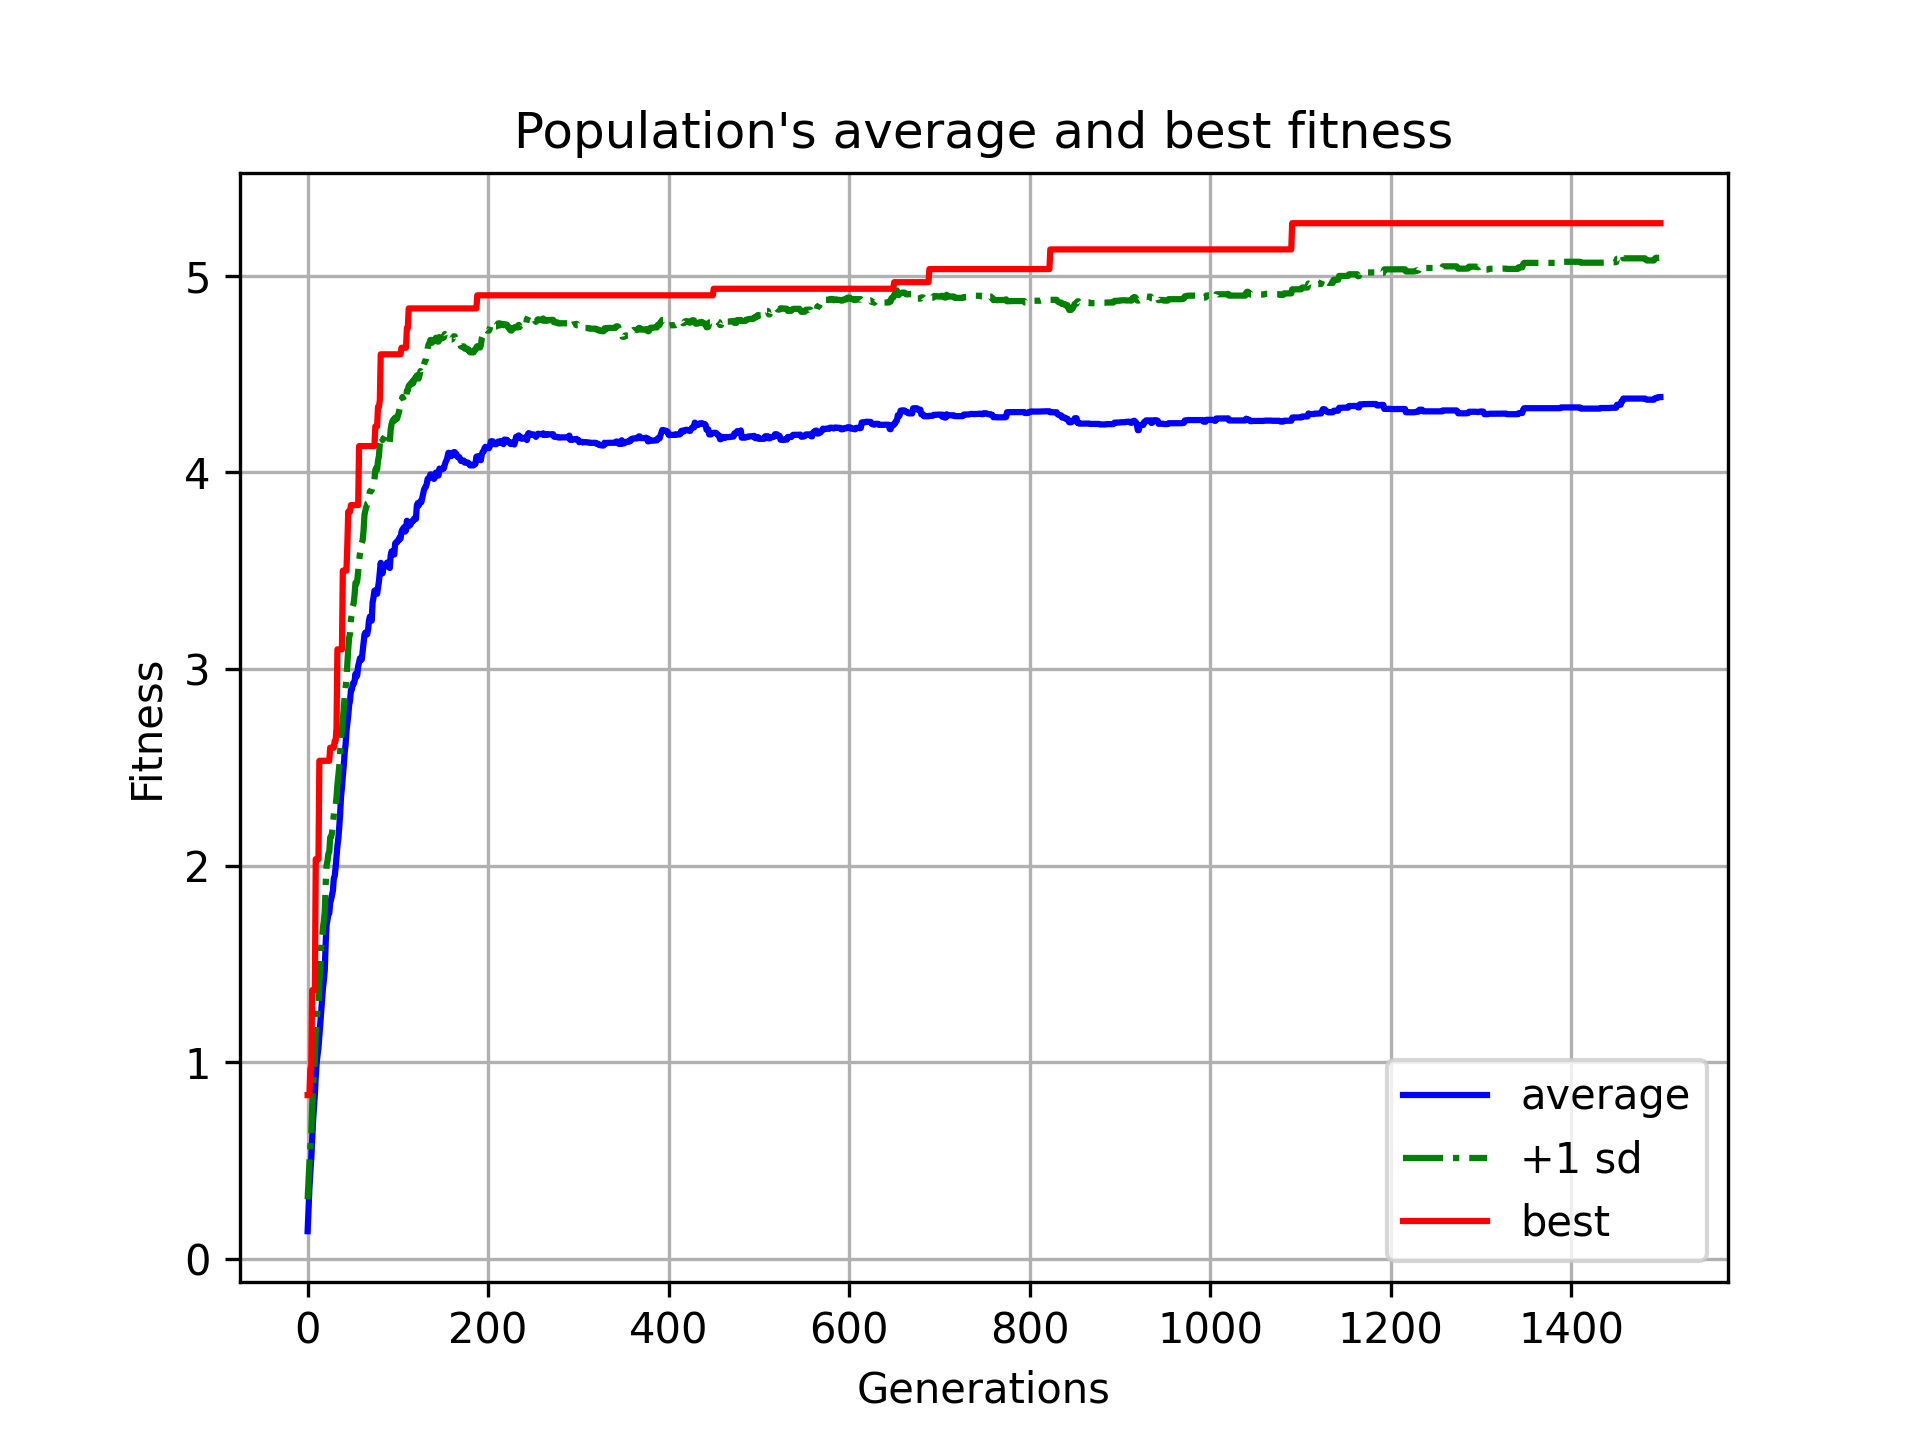 Population's average and best fitness
Fitness
5
4
3
2
1
0
0 200 400 600 800 1000 1200 1400
Generations
average
+1 sd
best